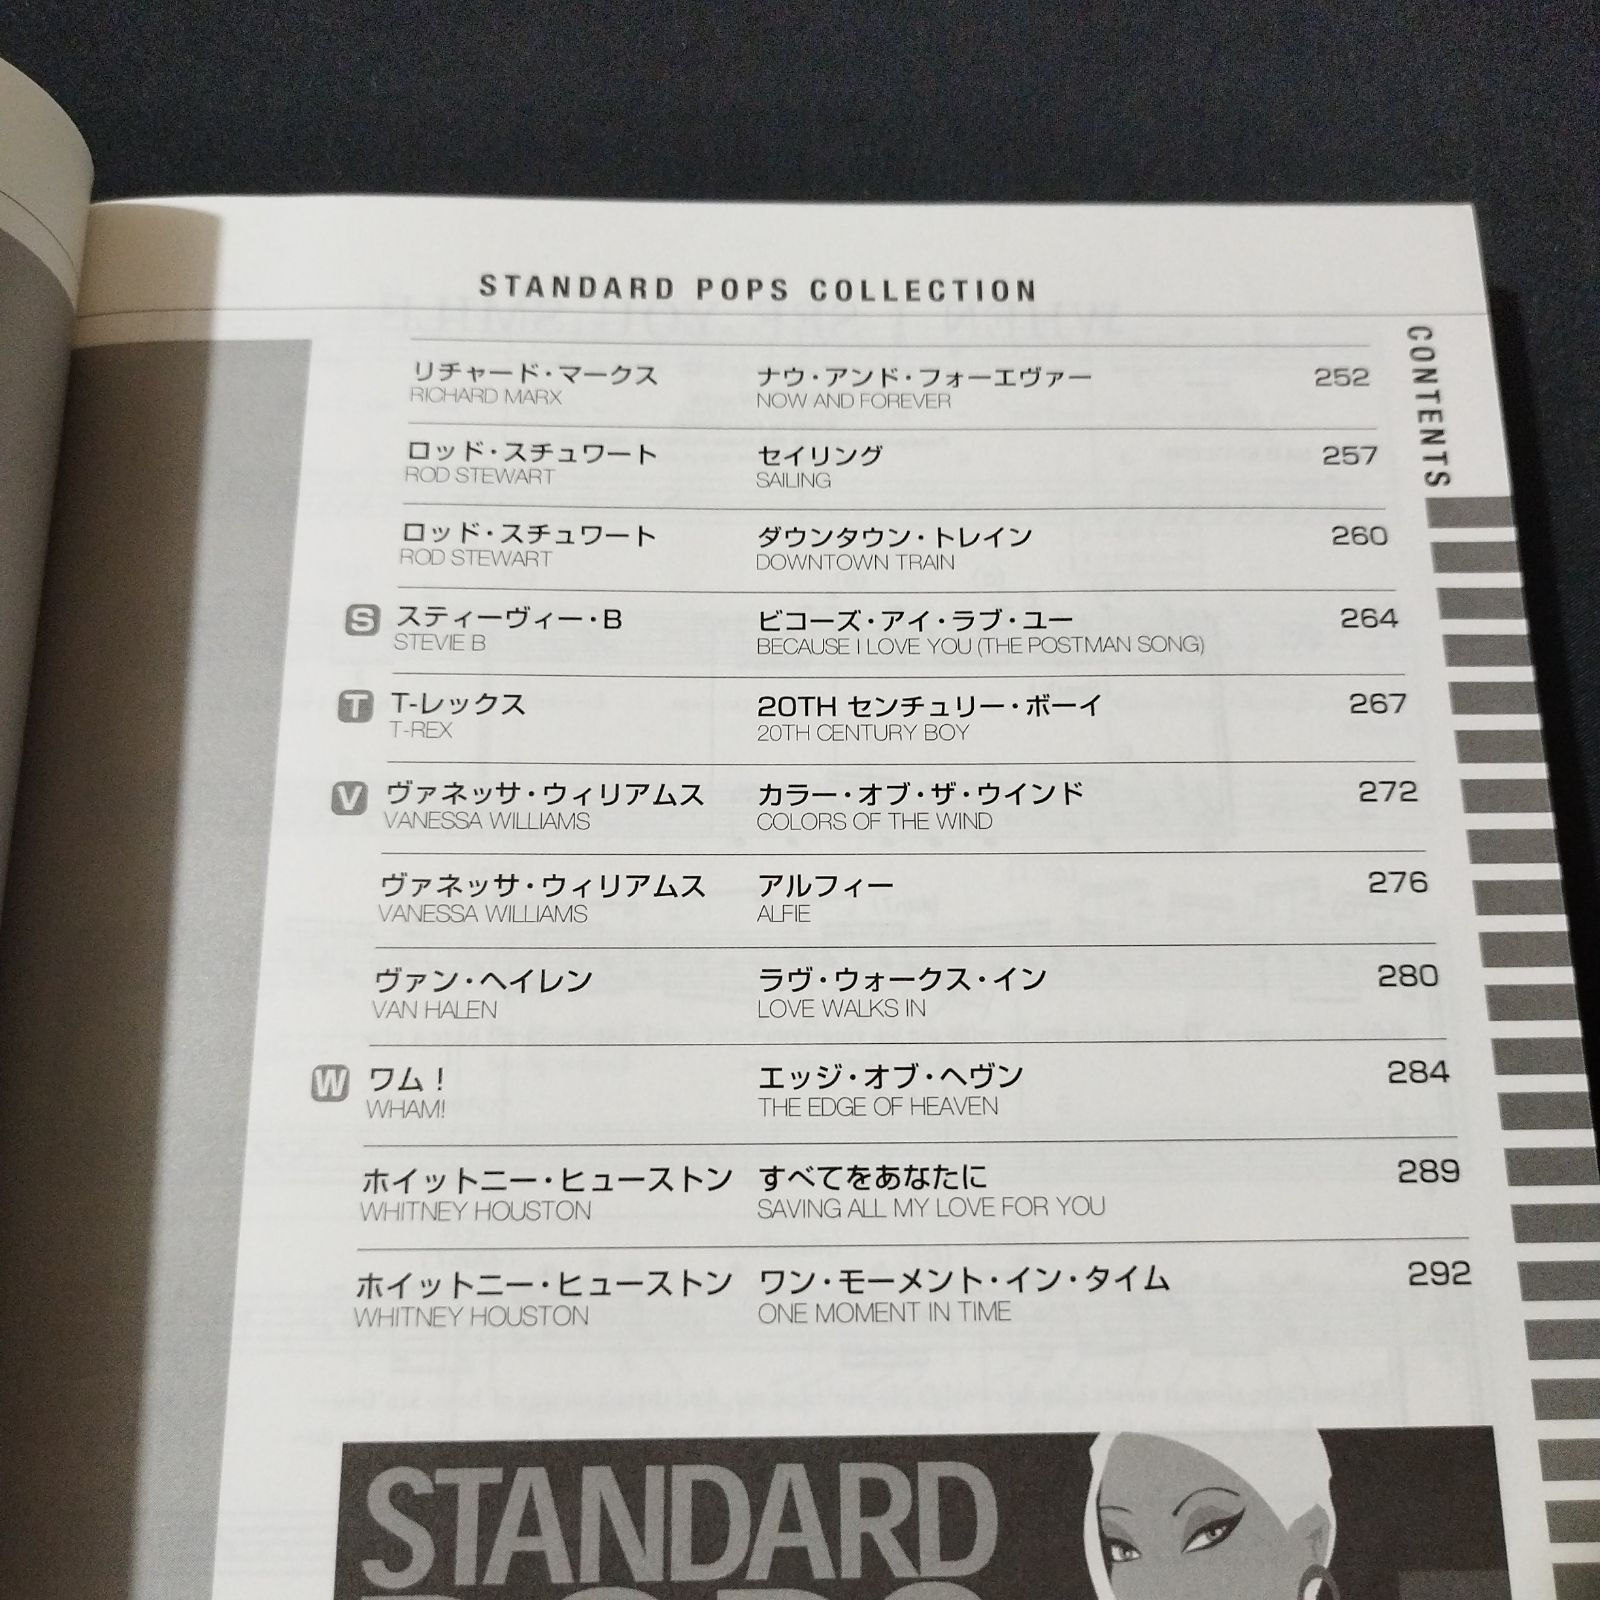 STANDARD POPS COLLECTION
CONTENTS
リチャード・マークス ナウ・アンド・フォーエヴァー 252
RICHARD MARX NOW AND FOREVER
ロッド・スチュワート セイリング 257
ROD STEWART SAILING
ロッド・スチュワート ダウンタウン・トレイン 260
ROD STEWART DOWNTOWN TRAIN
S スティーヴィー・B ビコーズ・アイ・ラブ・ユー 264
STEVIE B BECAUSE I LOVE YOU (THE POSTMAN SONG)
T T-レックス 20TH センチュリー・ボーイ 267
T-REX 20TH CENTURY BOY
V ヴァネッサ・ウィリアムス カラー・オブ・ザ・ウインド 272
VANESSA WILLIAMS COLORS OF THE WIND
ヴァネッサ・ウィリアムス アルフィー 276
VANESSA WILLIAMS ALFIE
ヴァン・ヘイレン ラヴ・ウォークス・イン 280
VAN HALEN LOVE WALKS IN
W ワム！ エッジ・オブ・ヘヴン 284
WHAM! THE EDGE OF HEAVEN
ホイットニー・ヒューストン すべてをあなたに 289
WHITNEY HOUSTON SAVING ALL MY LOVE FOR YOU
ホイットニー・ヒューストン ワン・モーメント・イン・タイム 292
WHITNEY HOUSTON ONE MOMENT IN TIME
STANDARD